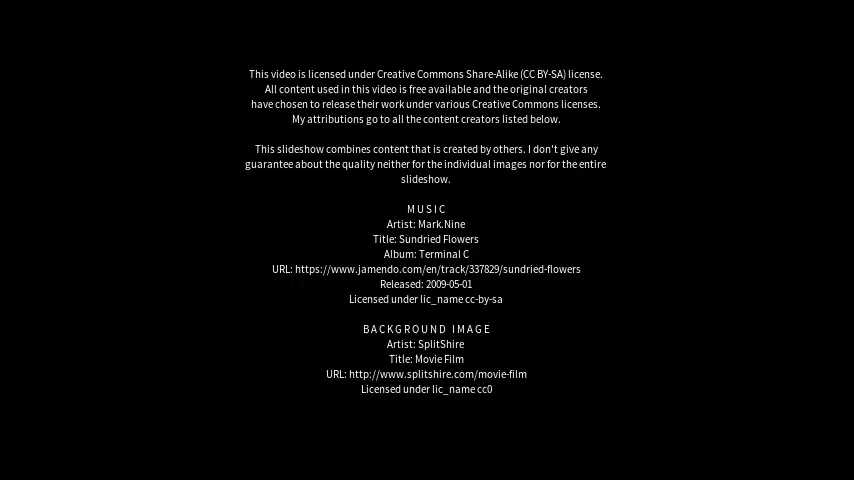 This video is licensed under Creative Commons Share-Alike (CC BY-SA) license.
All content used in this video is free available and the original creators
have chosen to release their work under various Creative Commons licenses.
My attributions go to all the content creators listed below.
This slideshow combines content that is created by others. I don't give any
guarantee about the quality neither for the individual images nor for the entire
slideshow.
MUSIC
Artist: Mark.Nine
Title: Sundried Flowers
Album: Terminal C
URL: https://www.jamendo.com/en/track/337829/sundried-flowers
Released: 2009-05-01
Licensed under lic_name cc-by-sa
BACKGROUND IMAGE
Artist: SplitShire
Title: Movie Film
URL: http://www.splitshire.com/movie-film
Licensed under lic_name cc0